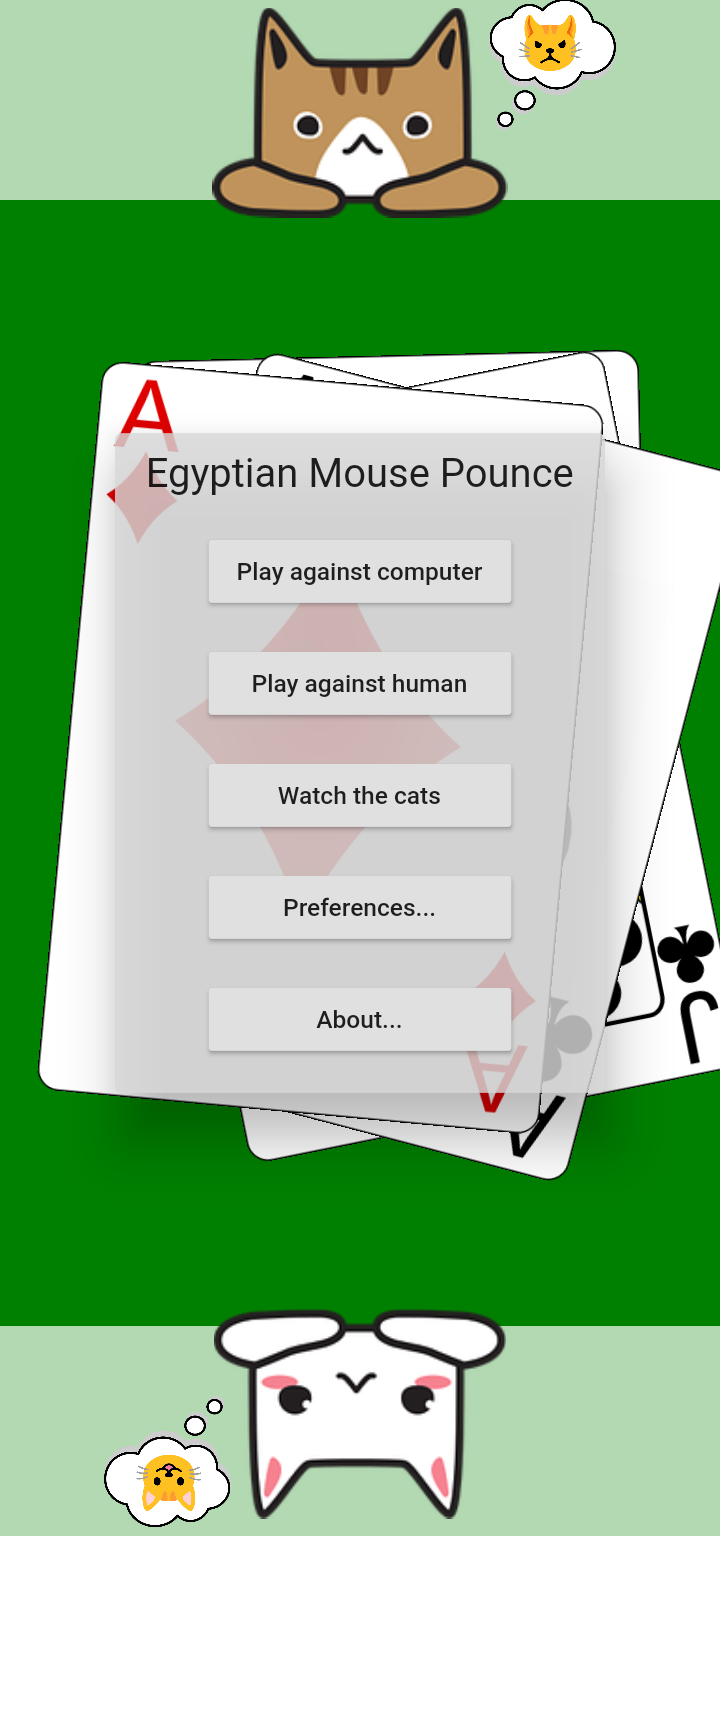 A
Egyptian Mouse Pounce
Play against computer
Play against human
Watch the cats
Preferences...
About...
J
A
A